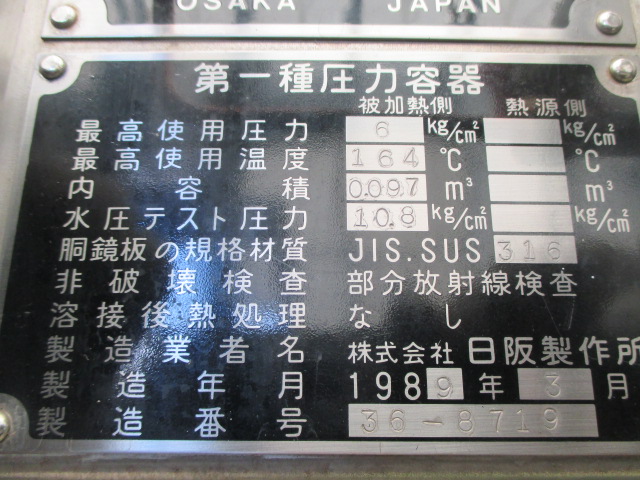 OSAKA JAPAN
第一種圧力容器
被加熱側 熱源側
最高使用圧力 6 kg/cm² kg/cm²
最高使用温度 164 ℃ ℃
内容積 0.097 m³ m³
水圧テスト圧力 10.8 kg/cm² kg/cm²
胴鏡板の規格材質 JIS.SUS 316
非破壊検査 部分放射線検査
溶接後熱処理 なし
製造業者名 株式会社 日阪製作所
製造年月 1989年3月
製造番号 36-8719